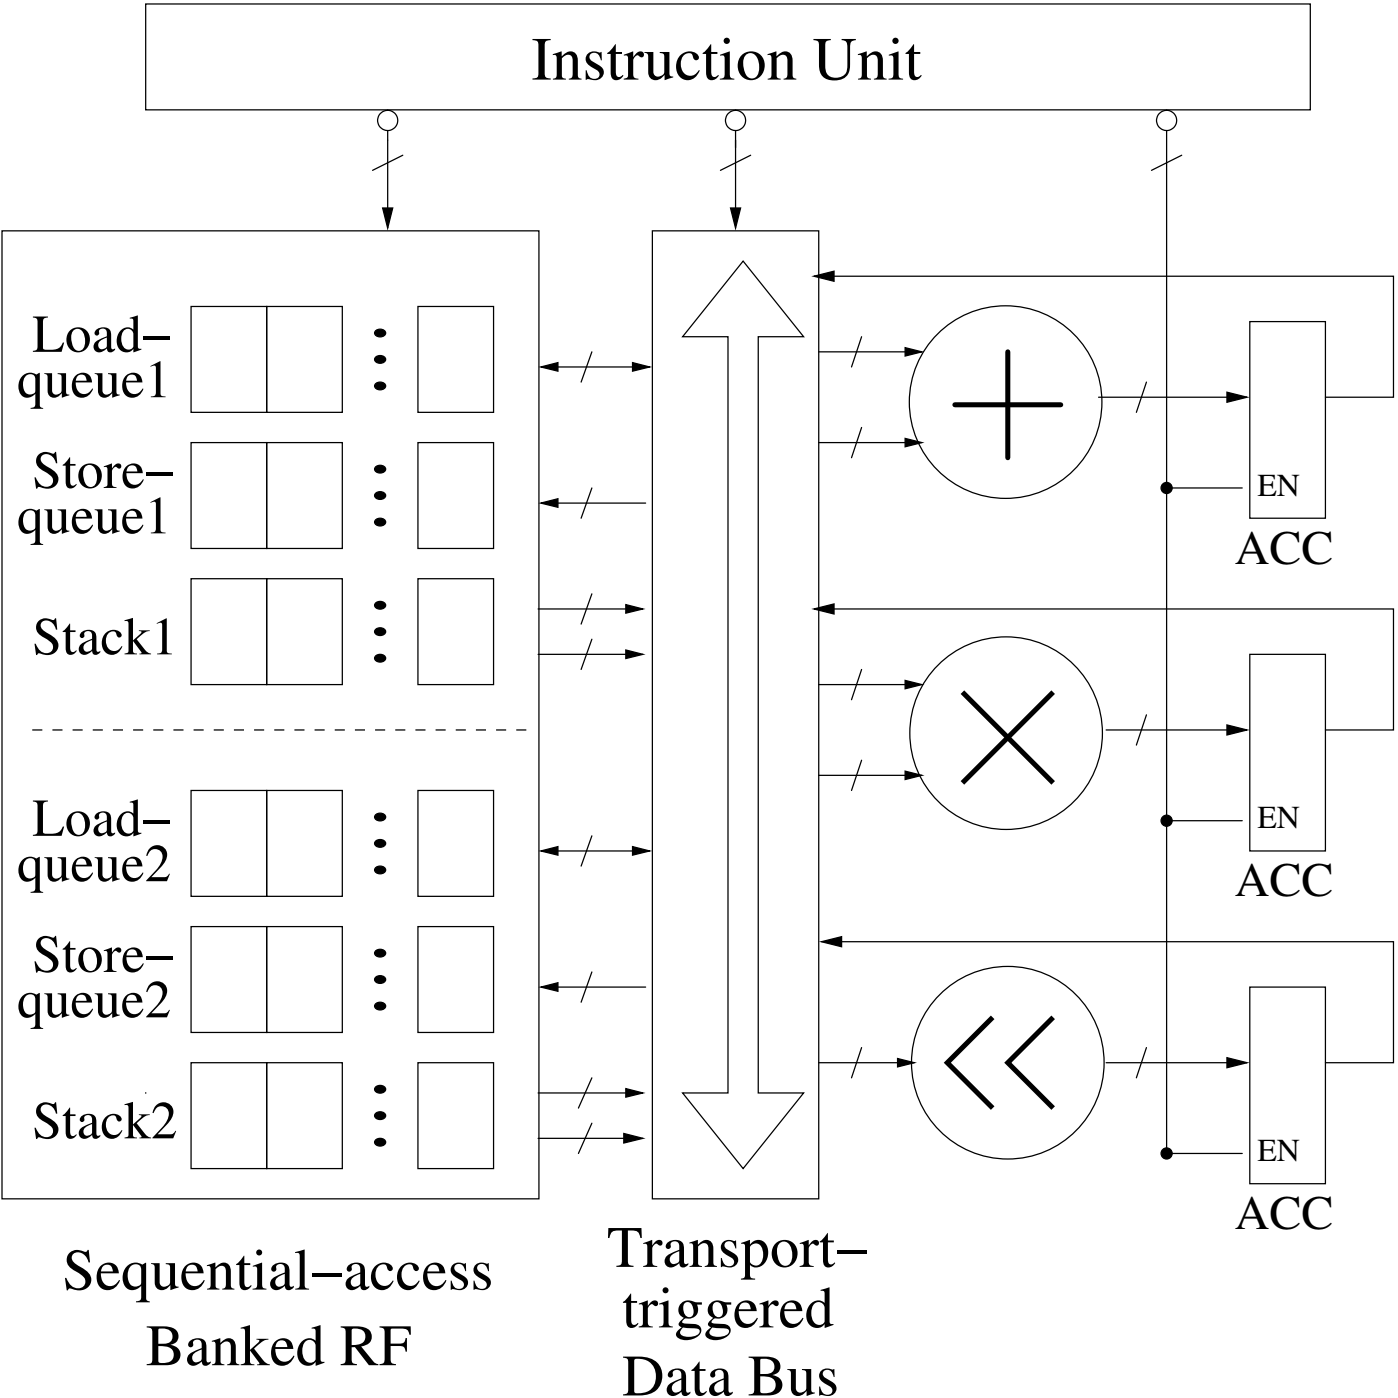 Instruction Unit
Load–
queue1
Store–
queue1
EN
ACC
Stack1
Load–
queue2
EN
ACC
Store–
queue2
Stack2
EN
ACC
Sequential–access
Banked RF
Transport–
triggered
Data Bus